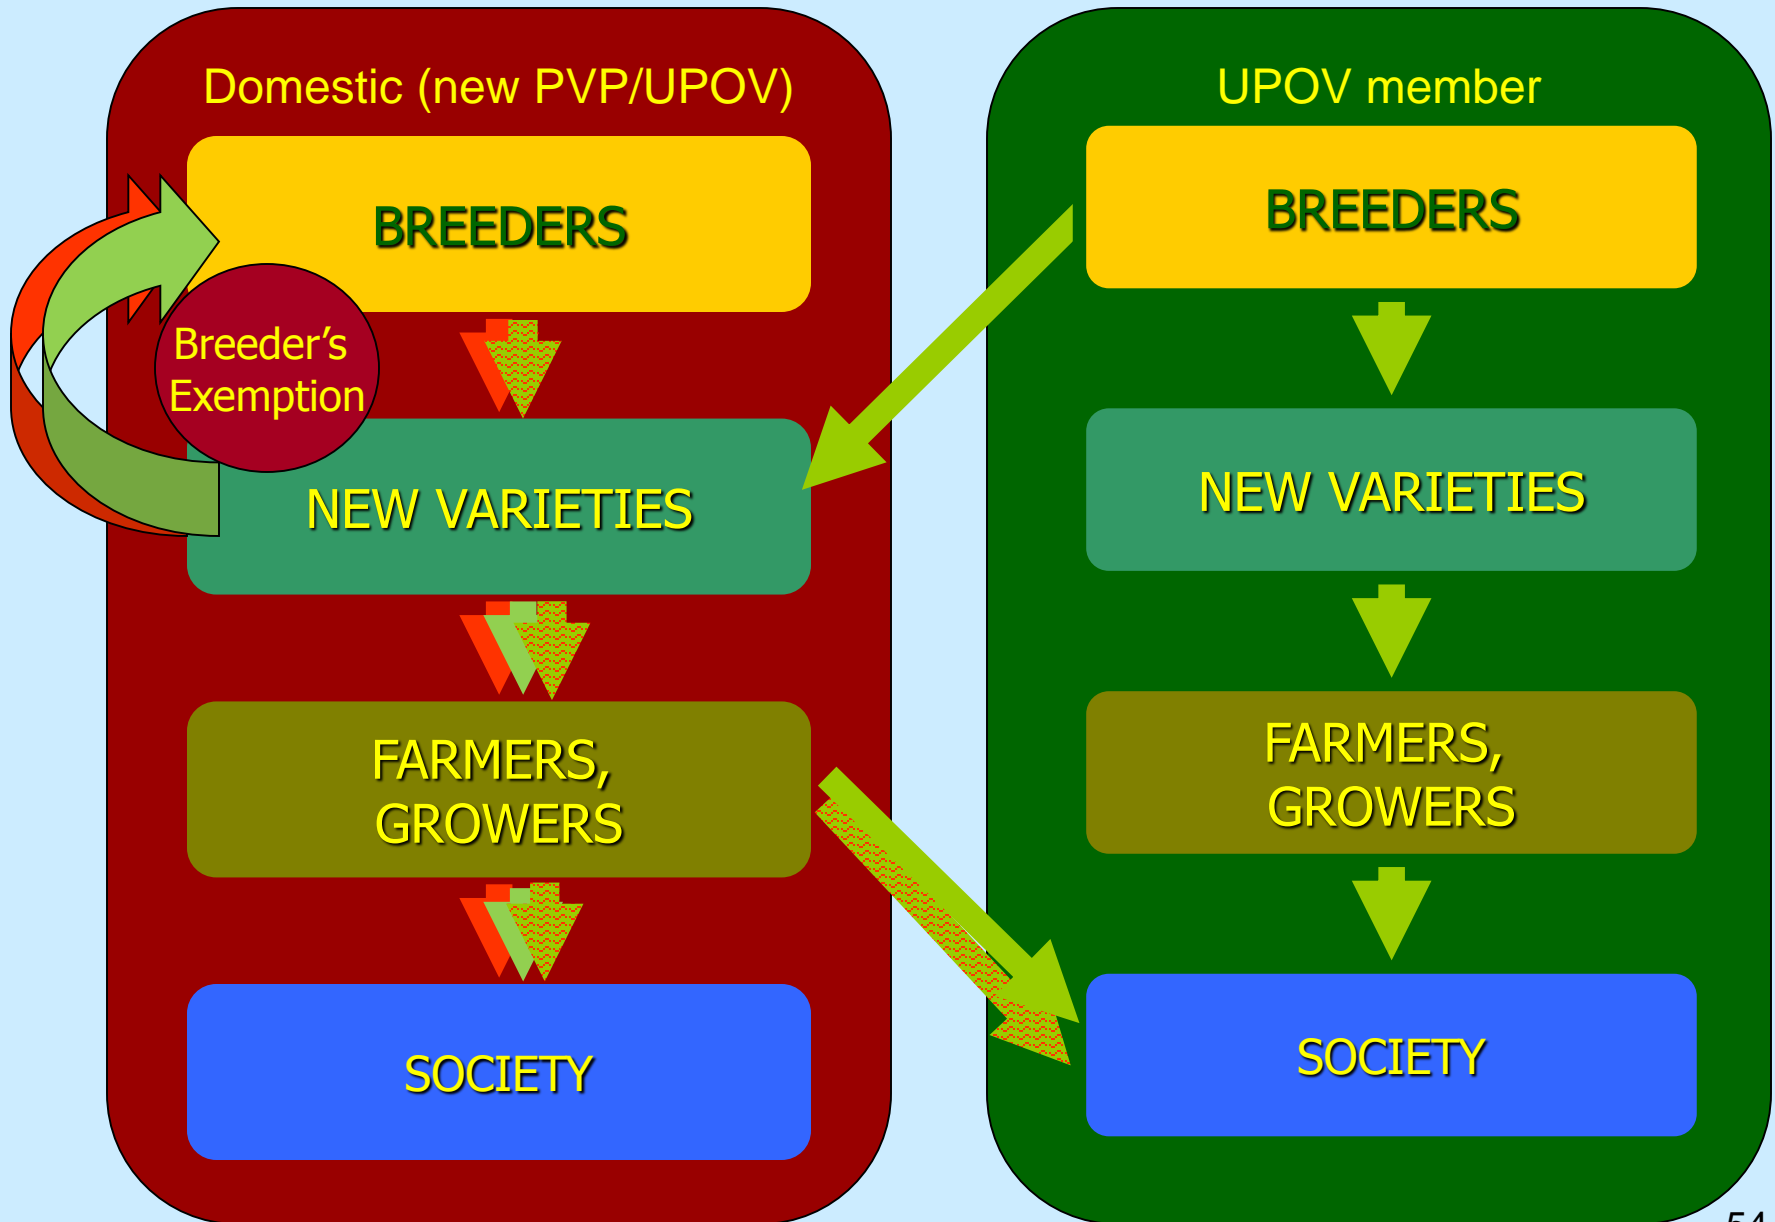 Domestic (new PVP/UPOV)
BREEDERS
Breeder’s
Exemption
NEW VARIETIES
FARMERS,
GROWERS
SOCIETY
UPOV member
BREEDERS
NEW VARIETIES
FARMERS,
GROWERS
SOCIETY